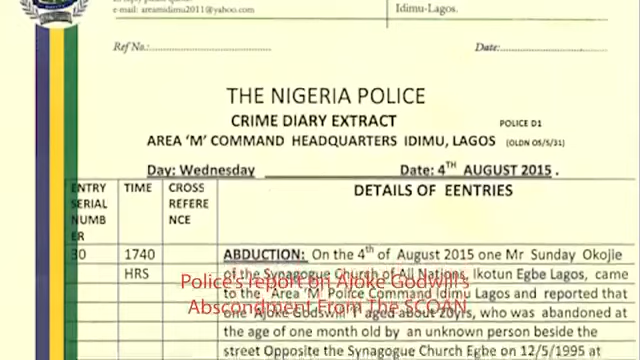 e-mail: areamidimu2011@yahoo.com
Idimu-Lagos.
Ref No:
Date:
THE NIGERIA POLICE
CRIME DIARY EXTRACT
POLICE D1
AREA 'M' COMMAND HEADQUARTERS IDIMU, LAGOS (OLDN OS/S/31)
Day: Wednesday Date: 4TH AUGUST 2015.
ENTRY SERIAL NUMB ER
TIME
CROSS REFERE NCE
DETAILS OF EENTRIES
30
1740 HRS
ABDUCTION: On the 4th of August 2015 one Mr Sunday Okojie
of the Synagogue Church of All Nations, Ikotun Egbe Lagos, came
to the 'Area 'M' Police Command Idimu Lagos and reported that
one 'Ajoke Godswill 'f' aged about 20yrs, who was abandoned at
the age of one month old by an unknown person beside the
street Opposite the Synagogue Church Egbe on 12/5/1995 at
Police's report on Ajoke Godwill's
Abscondment From The SCOAN